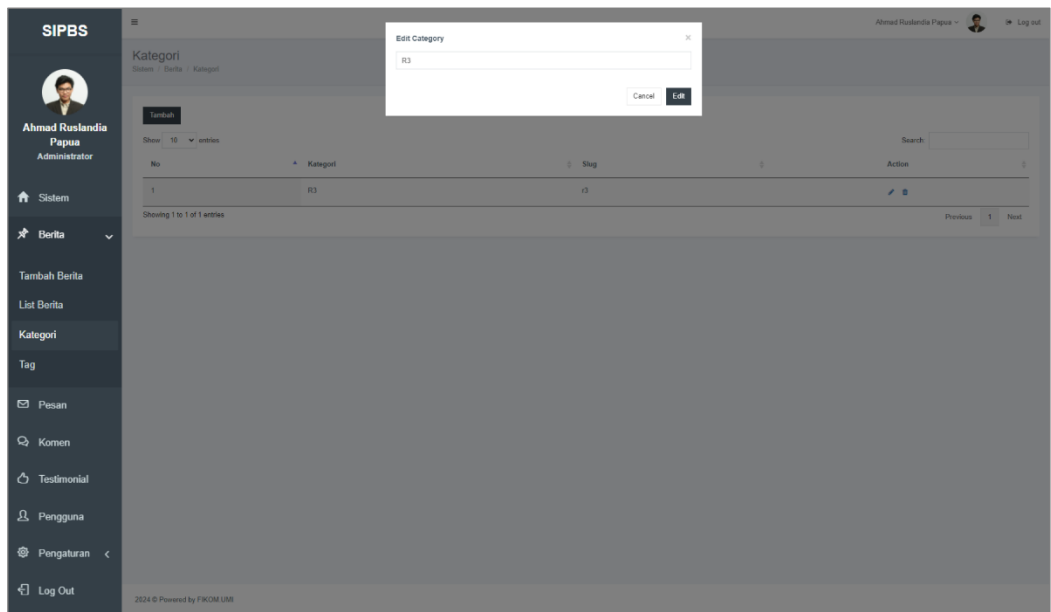 SIPBS
Ahmad Ruslandia Papua
Log out
Edit Category
×
R3
Cancel
Edit
Kategori
Sistem / Berita / Kategori
Ahmad Ruslandia
Papua
Administrator
Tambah
Show 10 entries
Search:
No Kategori Slug Action
1 R3 r3
Showing 1 to 1 of 1 entries
Previous 1 Next
Sistem
Berita
Tambah Berita
List Berita
Kategori
Tag
Pesan
Komen
Testimonial
Pengguna
Pengaturan
Log Out
2024 © Powered by FIKOM UMI